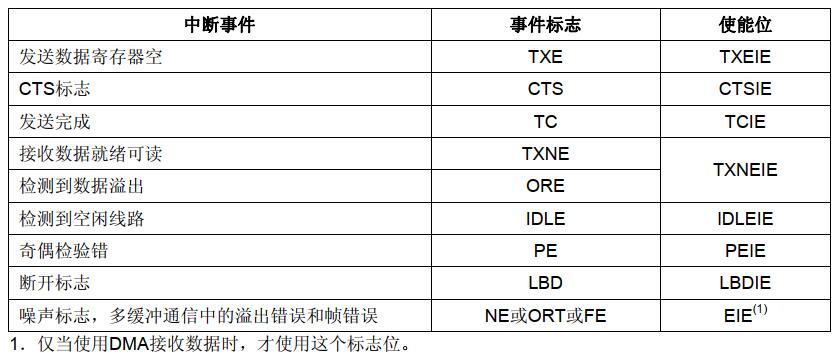 中断事件 事件标志 使能位
发送数据寄存器空 TXE TXEIE
CTS标志 CTS CTSIE
发送完成 TC TCIE
接收数据就绪可读 TXNE TXNEIE
检测到数据溢出 ORE
检测到空闲线路 IDLE IDLEIE
奇偶检验错 PE PEIE
断开标志 LBD LBDIE
噪声标志，多缓冲通信中的溢出错误和帧错误 NE或ORT或FE EIE(1)
1．仅当使用DMA接收数据时，才使用这个标志位。